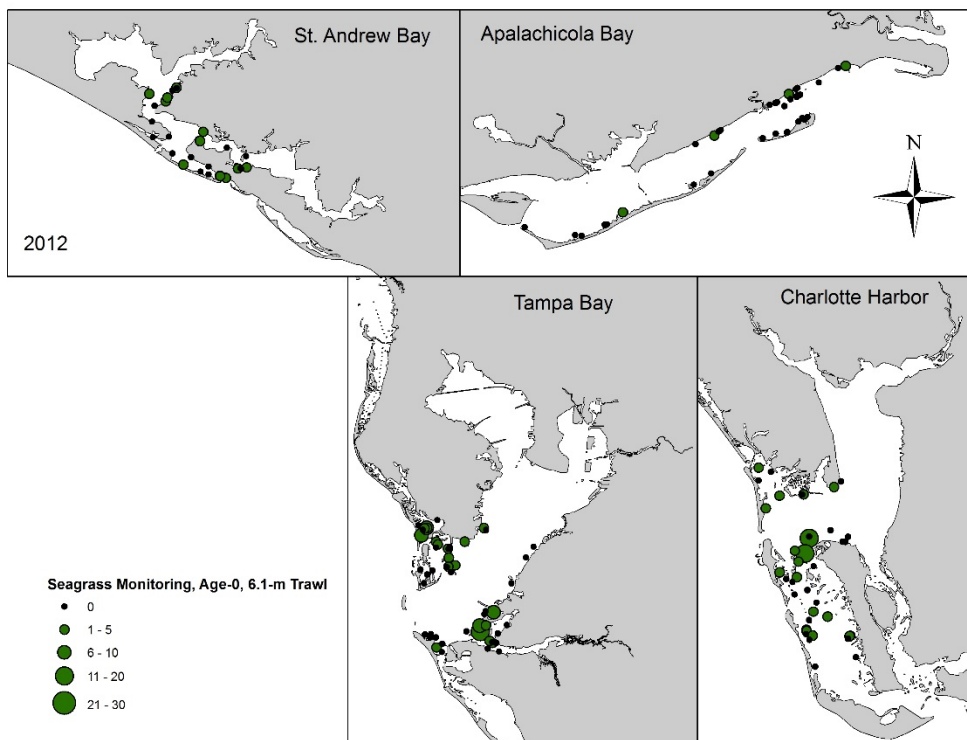 St. Andrew Bay
Apalachicola Bay
N
2012
Tampa Bay
Charlotte Harbor
Seagrass Monitoring, Age-0, 6.1-m Trawl
0
1 - 5
6 - 10
11 - 20
21 - 30